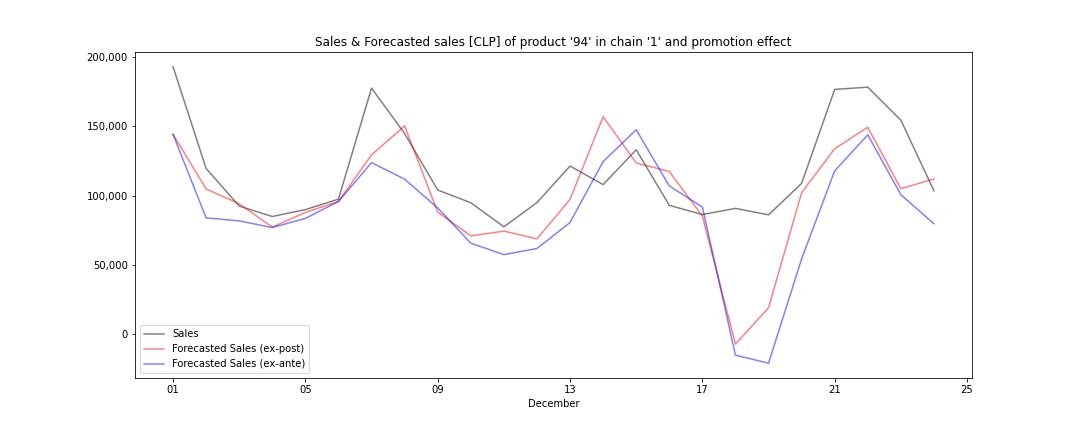 Sales & Forecasted sales [CLP] of product '94' in chain '1' and promotion effect
200,000
150,000
100,000
50,000
0
Sales
Forecasted Sales (ex-post)
Forecasted Sales (ex-ante)
01 05 09 13 17 21 25
December